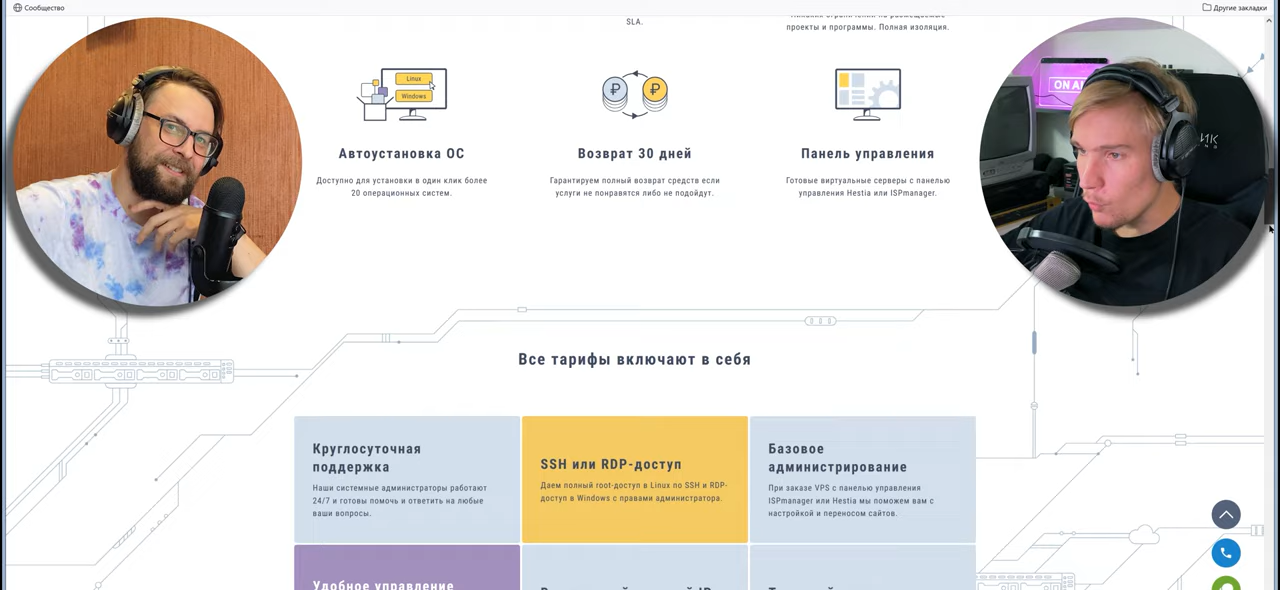 Сообщество
Другие закладки
SLA.
проекты и программы. Полная изоляция.
Linux
Windows
ON A
Автоустановка ОС
Возврат 30 дней
Панель управления
Доступно для установки в один клик более
20 операционных систем.
Гарантируем полный возврат средств если
услуги не понравятся либо не подойдут.
Готовые виртуальные серверы с панелью
управления Hestia или ISPmanager.
Все тарифы включают в себя
Круглосуточная
поддержка
Наши системные администраторы работают
24/7 и готовы помочь и ответить на любые
ваши вопросы.
SSH или RDP-доступ
Даем полный root-доступ в Linux по SSH и RDP-
доступ в Windows с правами администратора.
Базовое
администрирование
При заказе VPS с панелью управления
ISPmanager или Hestia мы поможем вам с
настройкой и переносом сайтов.
Удобное управление